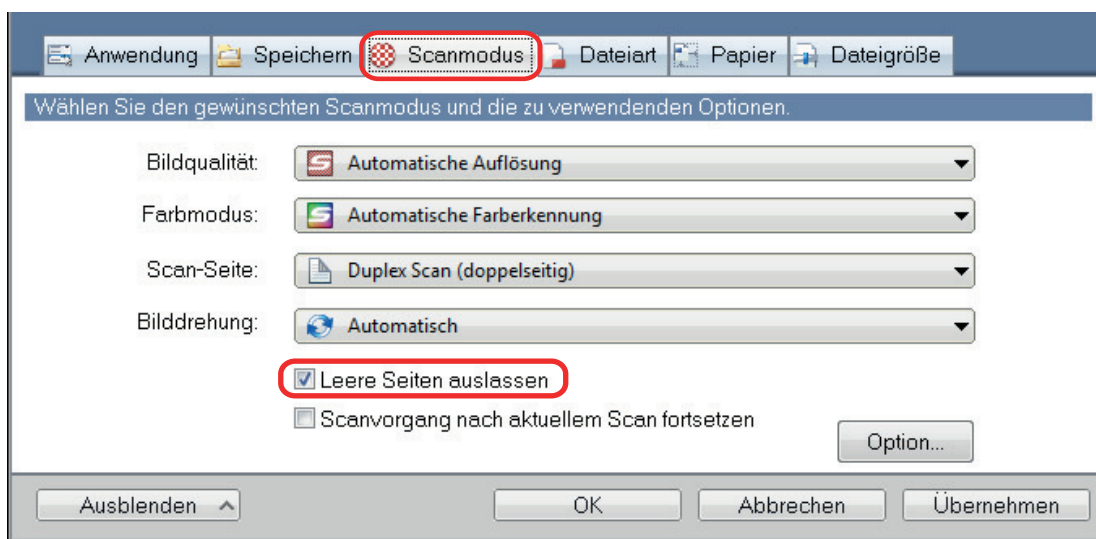 Anwendung Speichern Scanmodus Dateiart Papier Dateigröße
Wählen Sie den gewünschten Scanmodus und die zu verwendenden Optionen.
Bildqualität: Automatische Auflösung
Farbmodus: Automatische Farberkennung
Scan-Seite: Duplex Scan (doppelseitig)
Bilddrehung: Automatisch
Leere Seiten auslassen
Scanvorgang nach aktuellem Scan fortsetzen
Option...
Ausblenden OK Abbrechen Übernehmen